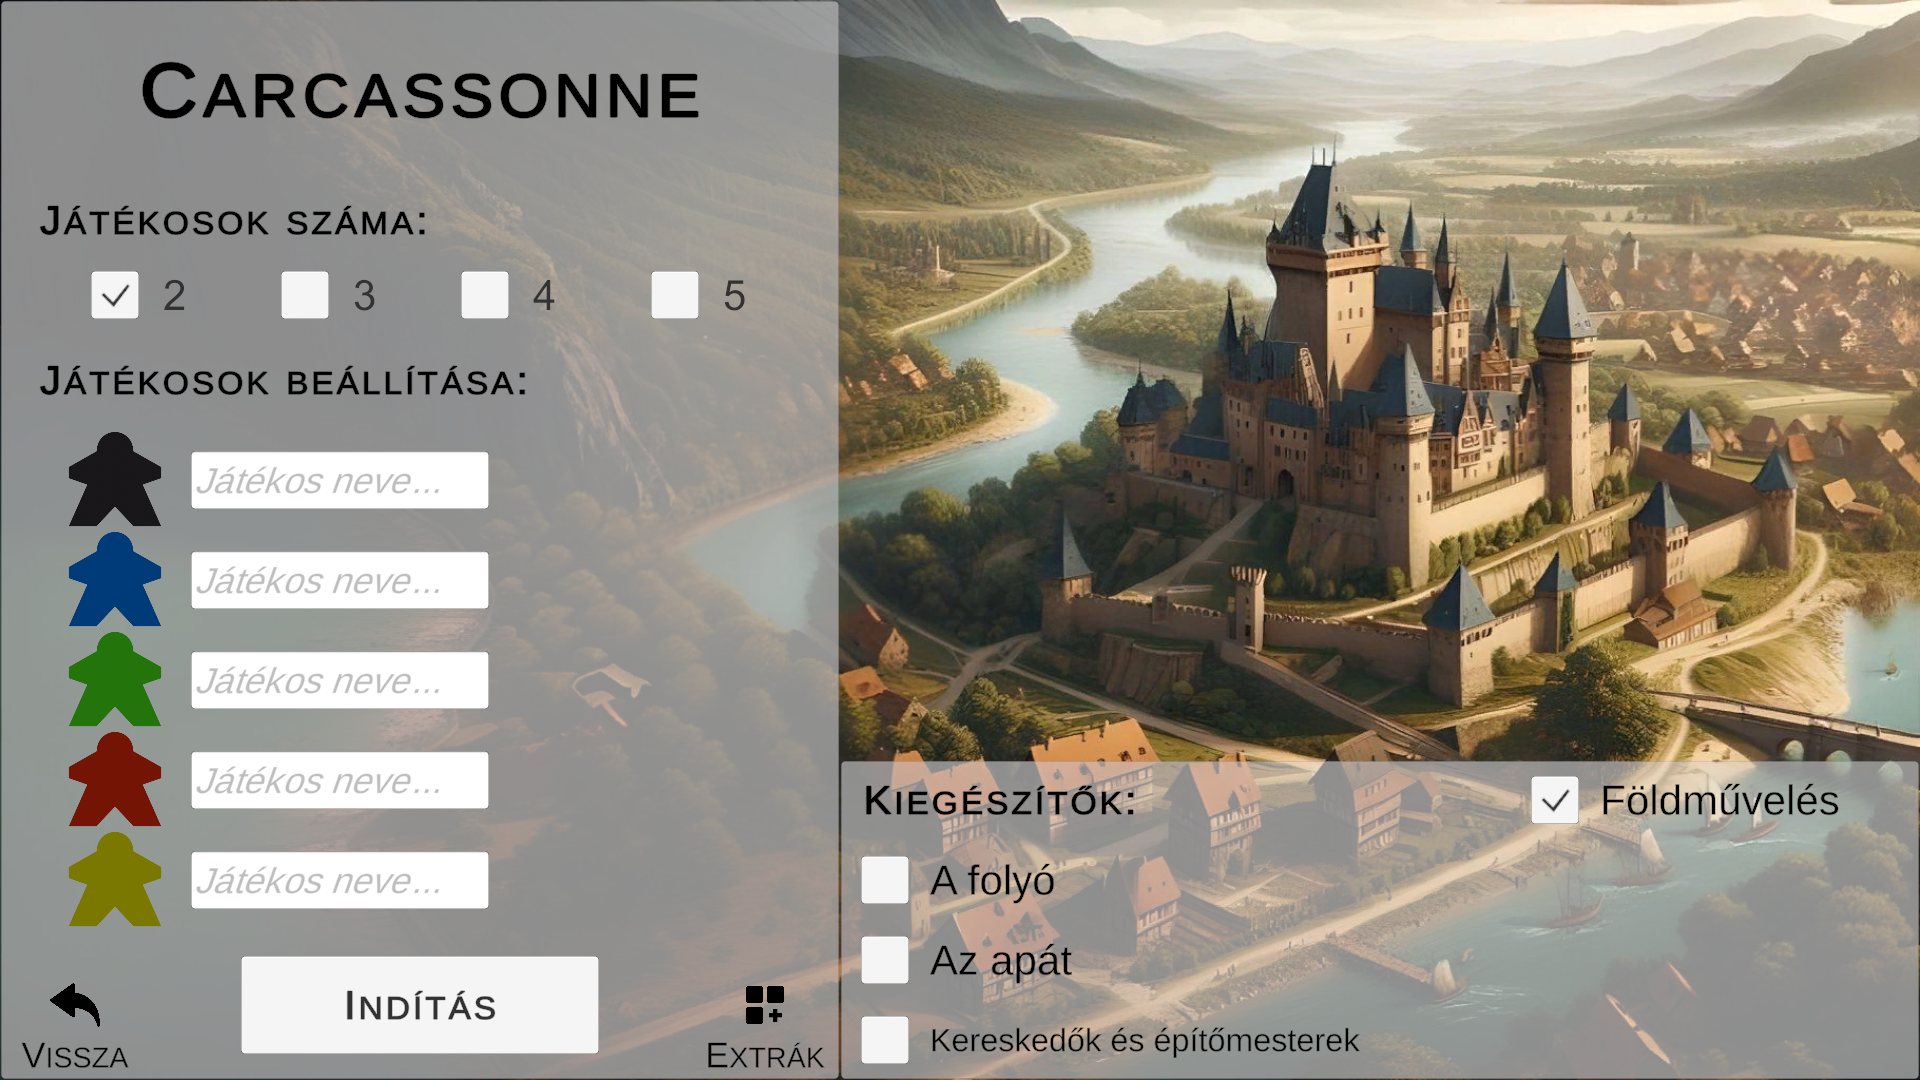 Carcassonne
Játékosok száma:
2 3 4 5
Játékosok beállítása:
Játékos neve...
Játékos neve...
Játékos neve...
Játékos neve...
Játékos neve...
Indítás
Vissza
Extrák
Kiegészítők:
Földművelés
A folyó
Az apát
Kereskedők és építőmesterek